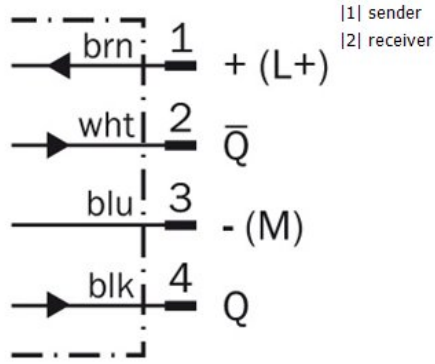 |1| sender
|2| receiver
brn 1 + (L+)
wht 2 Q̅
blu 3 - (M)
blk 4 Q